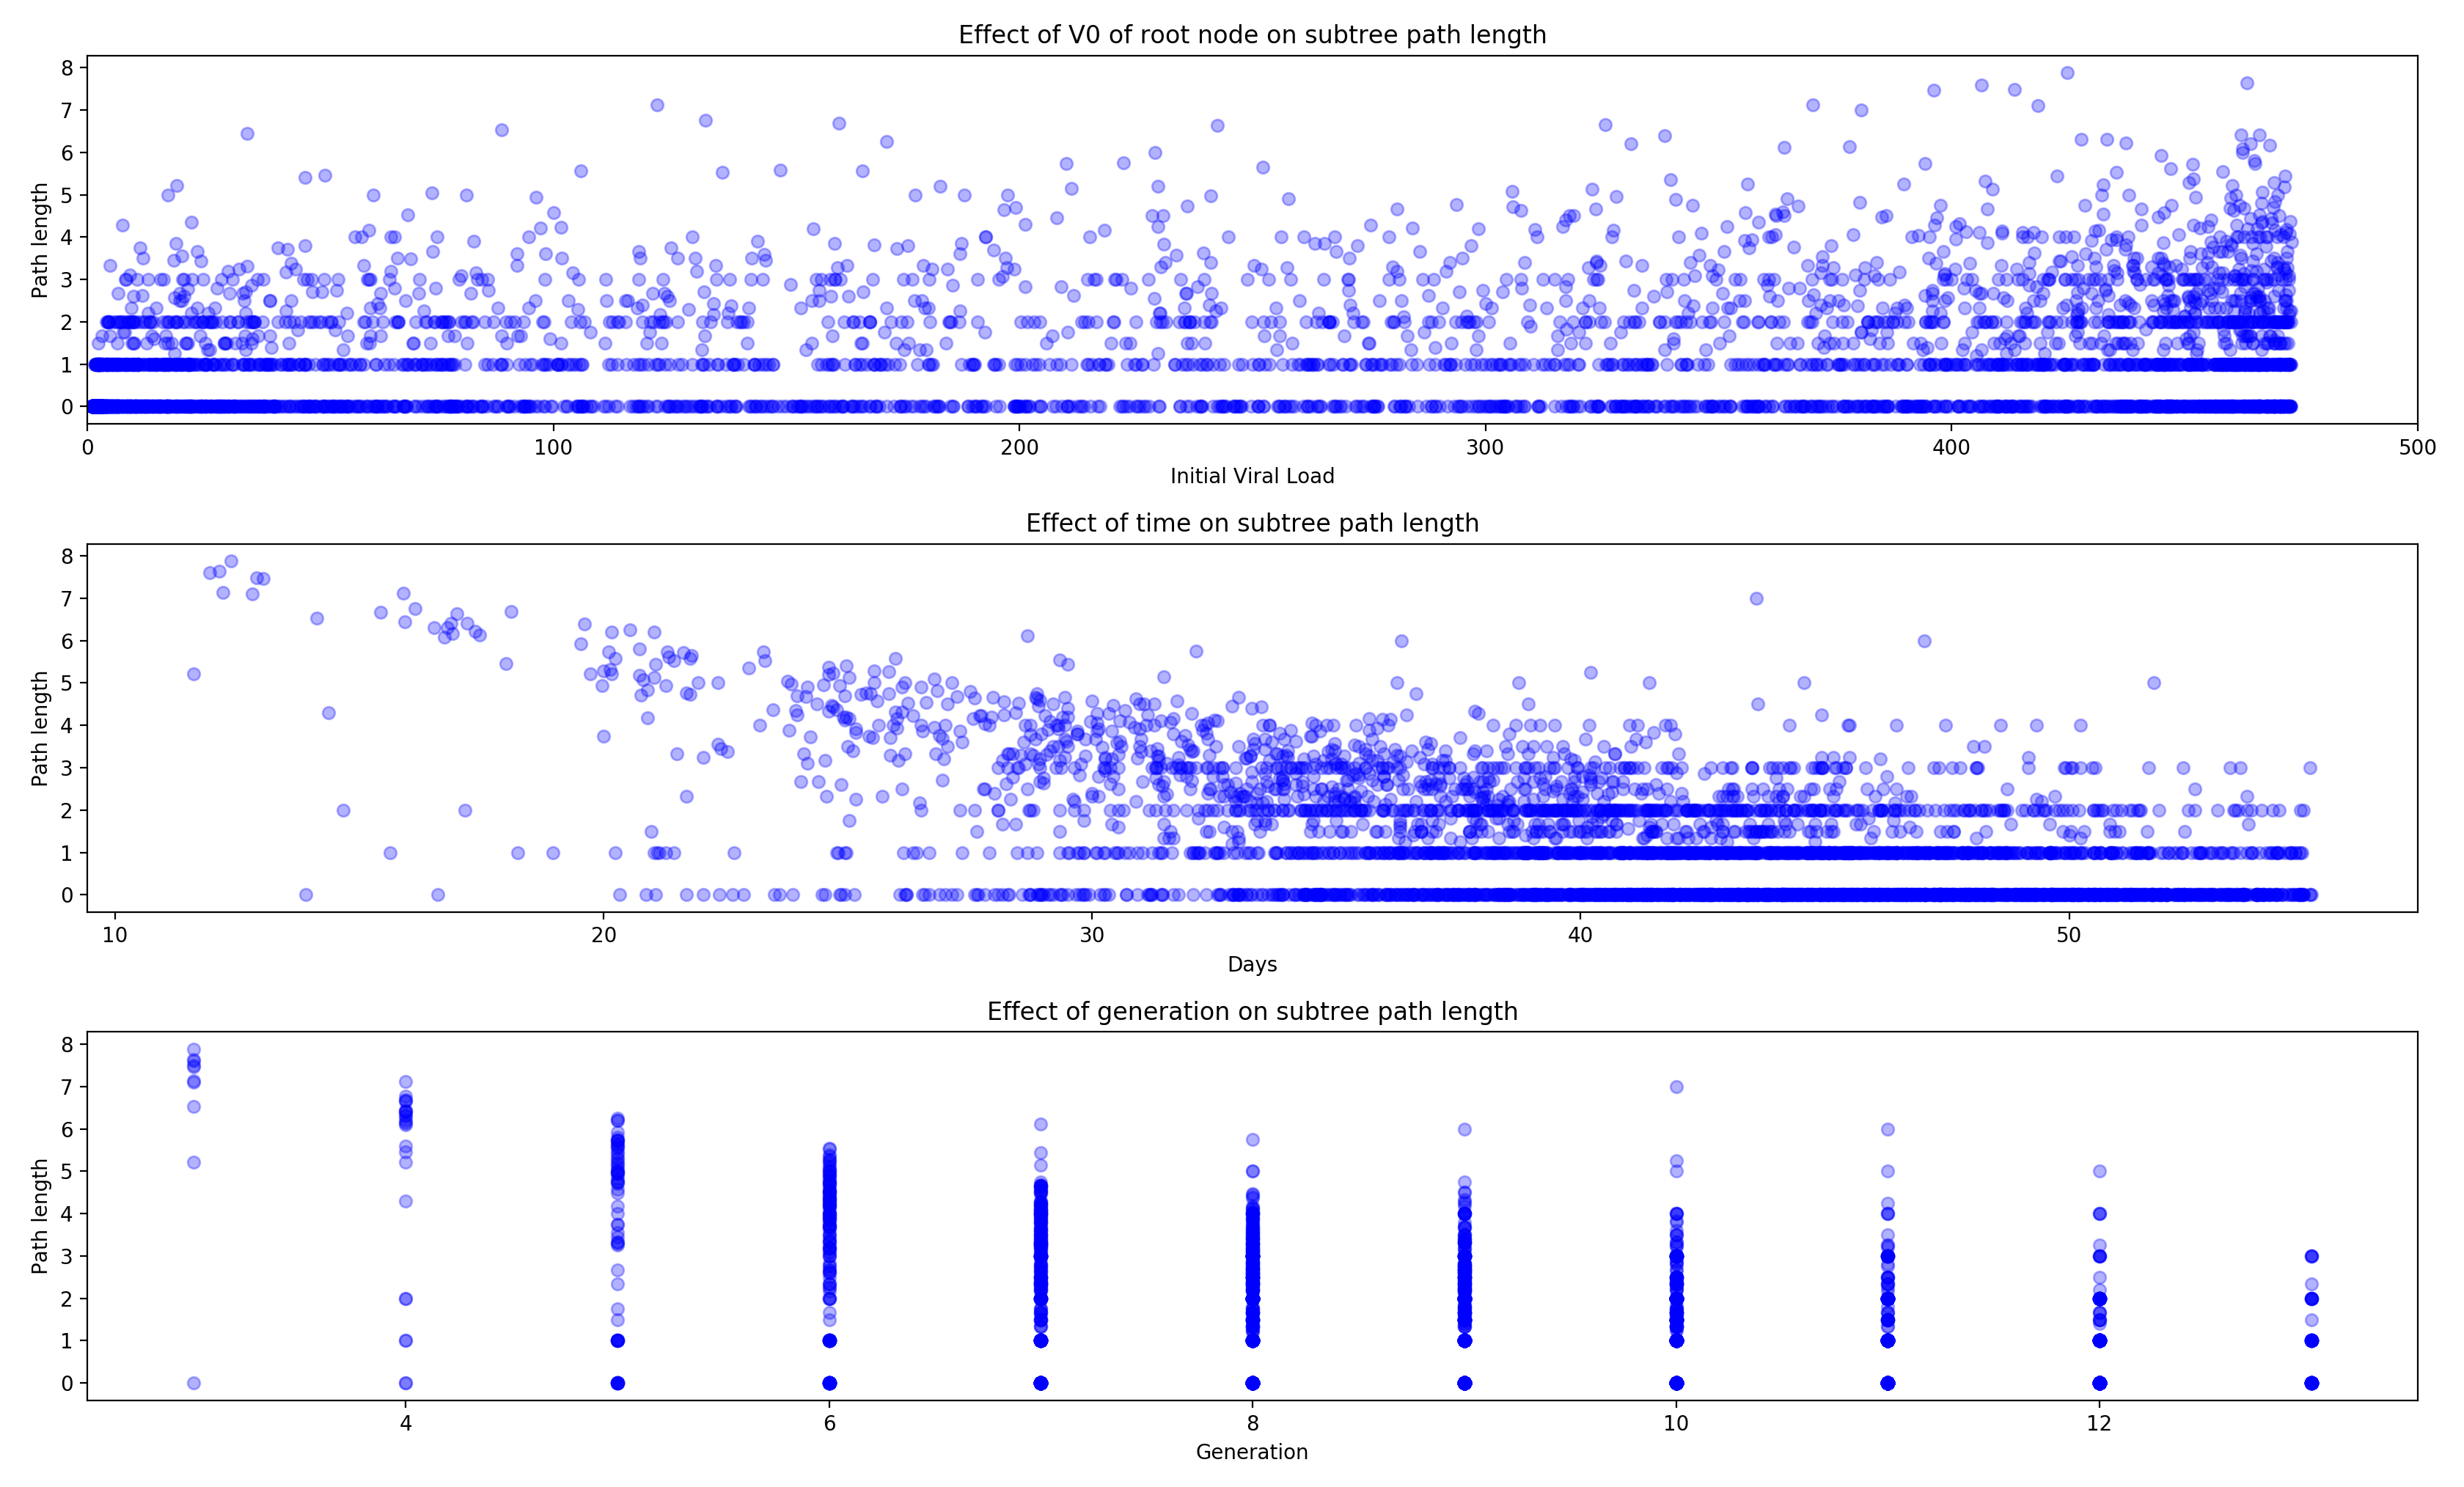 Effect of V0 of root node on subtree path length
8
7
6
5
4
3
2
1
0
Path length
0 100 200 300 400 500
Initial Viral Load
Effect of time on subtree path length
8
7
6
5
4
3
2
1
0
Path length
10 20 30 40 50
Days
Effect of generation on subtree path length
8
7
6
5
4
3
2
1
0
Path length
4 6 8 10 12
Generation